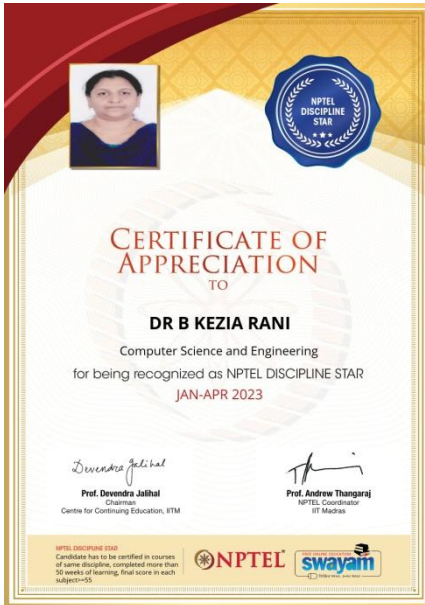 NPTEL
DISCIPLINE
STAR
CERTIFICATE OF
APPRECIATION
TO
DR B KEZIA RANI
Computer Science and Engineering
for being recognized as NPTEL DISCIPLINE STAR
JAN-APR 2023
Devendra Jalihal
Prof. Devendra Jalihal
Chairman
Centre for Continuing Education, IITM
Prof. Andrew Thangaraj
NPTEL Coordinator
IIT Madras
NPTEL DISCIPLINE STAR
Candidate has to be certified in courses
of same discipline, completed more than
50 weeks of learning, final score in each
subject>=55
NPTEL
FREE ONLINE EDUCATION
swayam